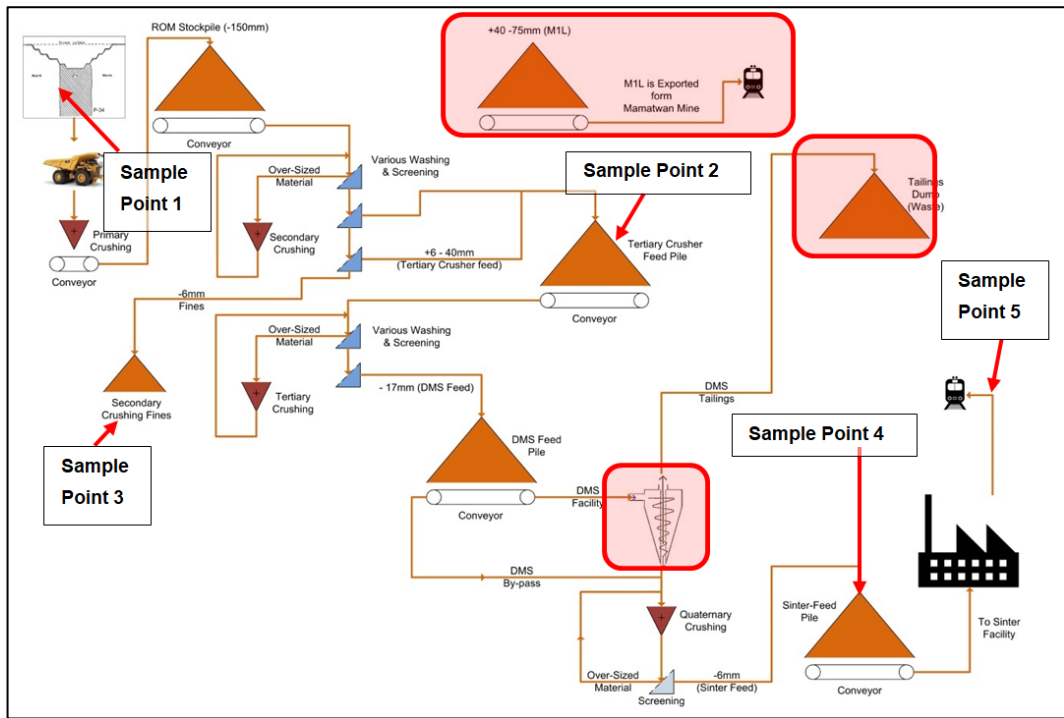 ROM Stockpile (-150mm)
P-34
Sample
Point 1
Primary
Crushing
Conveyor
Conveyor
Over-Sized
Material
Various Washing
& Screening
Secondary
Crushing
+6 - 40mm
(Tertiary Crusher feed)
-6mm
Fines
+40 -75mm (M1L)
M1L is Exported
form
Mamatwan Mine
Sample Point 2
Tertiary Crusher
Feed Pile
Conveyor
Tailings
Dump
(Waste)
Sample
Point 5
Secondary
Crushing Fines
Sample
Point 3
Over-Sized
Material
Various Washing
& Screening
Tertiary
Crushing
- 17mm (DMS Feed)
DMS Feed
Pile
Conveyor
DMS
Tailings
DMS
Facility
DMS
By-pass
Sample Point 4
Quaternary
Crushing
Over-Sized
Material
Screening
-6mm
(Sinter Feed)
Sinter-Feed
Pile
Conveyor
To Sinter
Facility